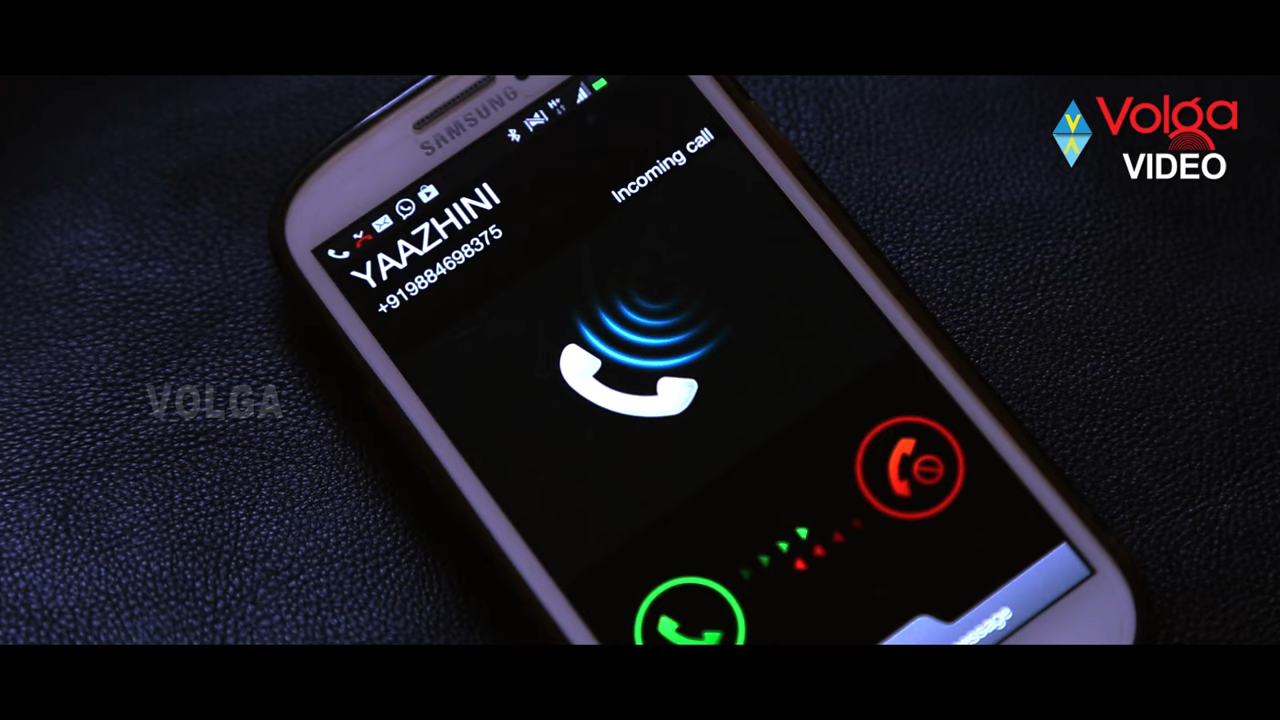 Volga
VIDEO
SAMSUNG
H+
YAAZHINI
+919884698375
Incoming call
VOLGA